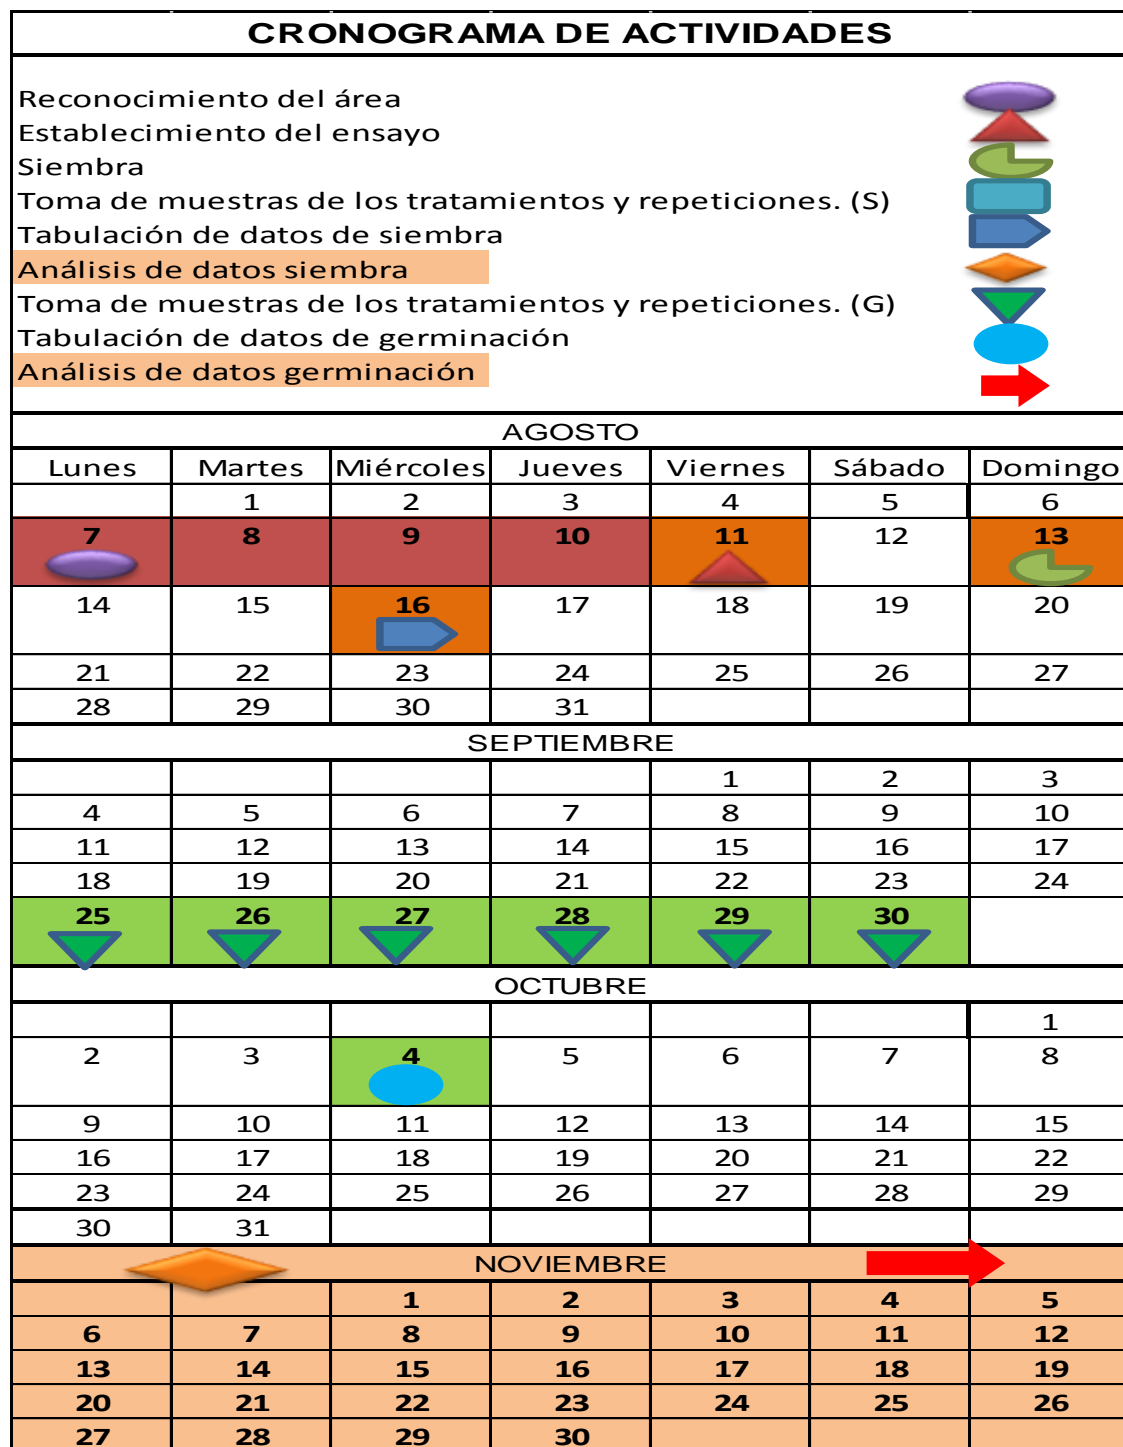 CRONOGRAMA DE ACTIVIDADES
Reconocimiento del área
Establecimiento del ensayo
Siembra
Toma de muestras de los tratamientos y repeticiones. (S)
Tabulación de datos de siembra
Análisis de datos siembra
Toma de muestras de los tratamientos y repeticiones. (G)
Tabulación de datos de germinación
Análisis de datos germinación
AGOSTO
Lunes Martes Miércoles Jueves Viernes Sábado Domingo
1 2 3 4 5 6
7 8 9 10 11 12 13
14 15 16 17 18 19 20
21 22 23 24 25 26 27
28 29 30 31
SEPTIEMBRE
1 2 3
4 5 6 7 8 9 10
11 12 13 14 15 16 17
18 19 20 21 22 23 24
25 26 27 28 29 30
OCTUBRE
1
2 3 4 5 6 7 8
9 10 11 12 13 14 15
16 17 18 19 20 21 22
23 24 25 26 27 28 29
30 31
NOVIEMBRE
1 2 3 4 5
6 7 8 9 10 11 12
13 14 15 16 17 18 19
20 21 22 23 24 25 26
27 28 29 30